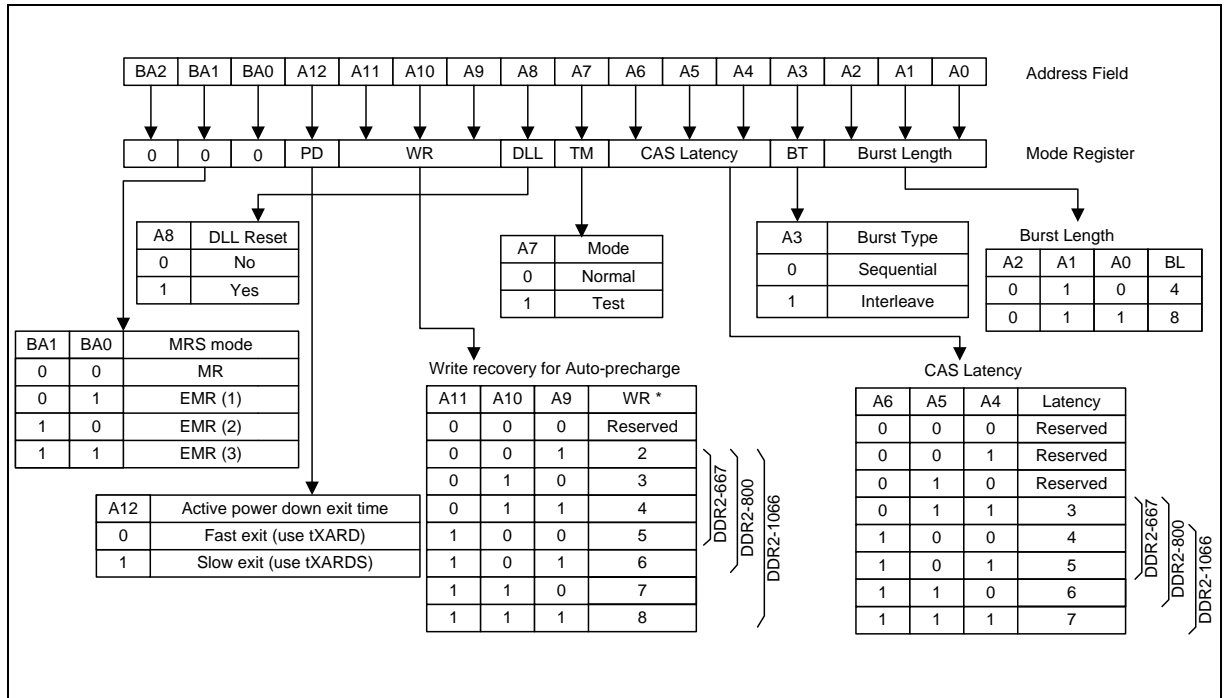 BA2 BA1 BA0 A12 A11 A10 A9 A8 A7 A6 A5 A4 A3 A2 A1 A0 Address Field
0 0 0 PD WR DLL TM CAS Latency BT Burst Length Mode Register
A8 DLL Reset
0 No
1 Yes
A7 Mode
0 Normal
1 Test
A3 Burst Type
0 Sequential
1 Interleave
Burst Length
A2 A1 A0 BL
0 1 0 4
0 1 1 8
BA1 BA0 MRS mode
0 0 MR
0 1 EMR (1)
1 0 EMR (2)
1 1 EMR (3)
A12 Active power down exit time
0 Fast exit (use tXARD)
1 Slow exit (use tXARDS)
Write recovery for Auto-precharge
A11 A10 A9 WR *
0 0 0 Reserved
0 0 1 2
0 1 0 3
0 1 1 4
1 0 0 5
1 0 1 6
1 1 0 7
1 1 1 8
DDR2-667
DDR2-800
DDR2-1066
CAS Latency
A6 A5 A4 Latency
0 0 0 Reserved
0 0 1 Reserved
0 1 0 Reserved
0 1 1 3
1 0 0 4
1 0 1 5
1 1 0 6
1 1 1 7
DDR2-667
DDR2-800
DDR2-1066